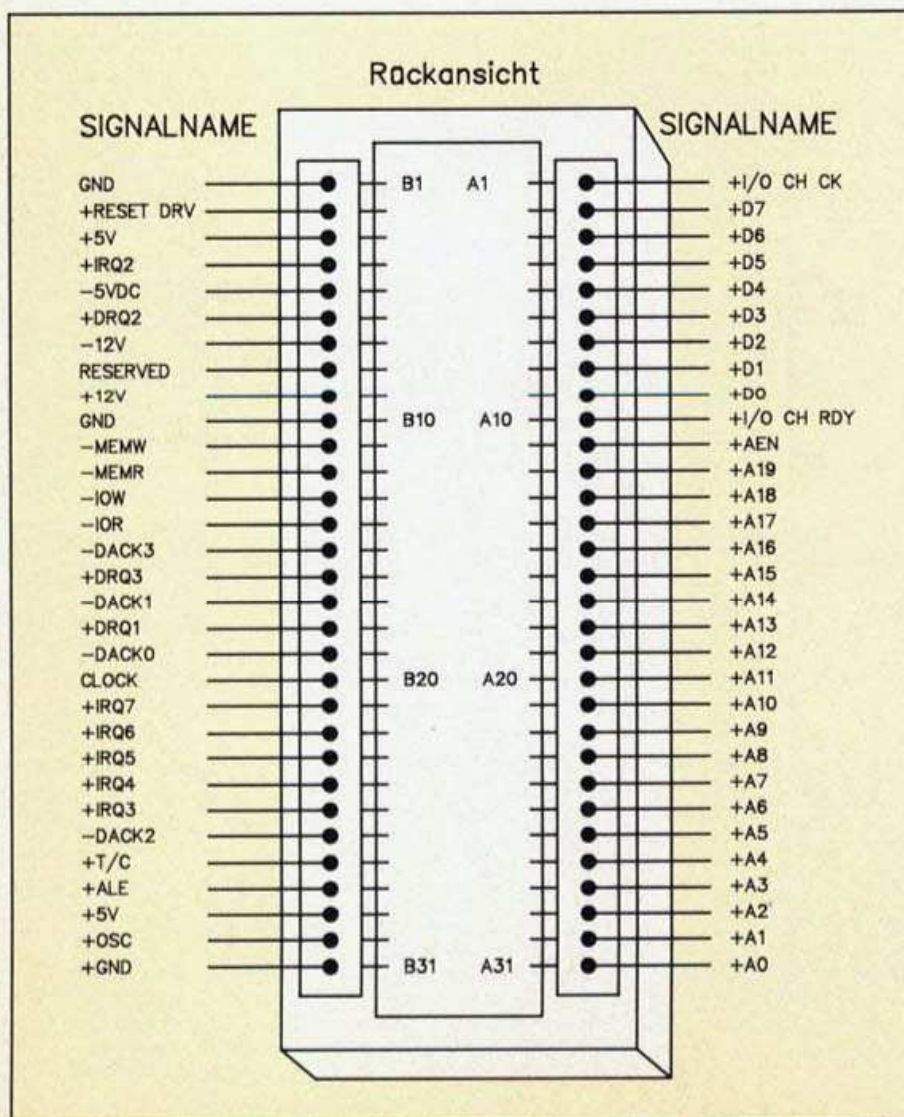 Rückansicht
SIGNALNAME SIGNALNAME
GND B1 A1 +I/O CH CK
+RESET DRV +D7
+5V +D6
+IRQ2 +D5
-5VDC +D4
+DRQ2 +D3
-12V +D2
RESERVED +D1
+12V +D0
GND B10 A10 +I/O CH RDY
-MEMW +AEN
-MEMR +A19
-IOW +A18
-IOR +A17
-DACK3 +A16
+DRQ3 +A15
-DACK1 +A14
+DRQ1 +A13
-DACK0 +A12
CLOCK B20 A20 +A11
+IRQ7 +A10
+IRQ6 +A9
+IRQ5 +A8
+IRQ4 +A7
+IRQ3 +A6
-DACK2 +A5
+T/C +A4
+ALE +A3
+5V +A2
+OSC +A1
+GND B31 A31 +A0